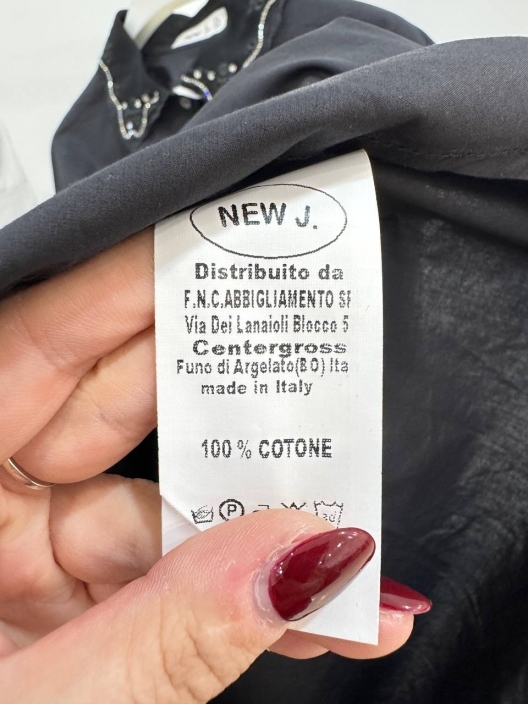 NEW J.
Distribuito da
F.N.C.ABBIGLIAMENTO
Via Dei Lanaioli Blocco 5
Centergross
Funo di Argelato(BO) Ita
made in Italy
100 % COTONE
P